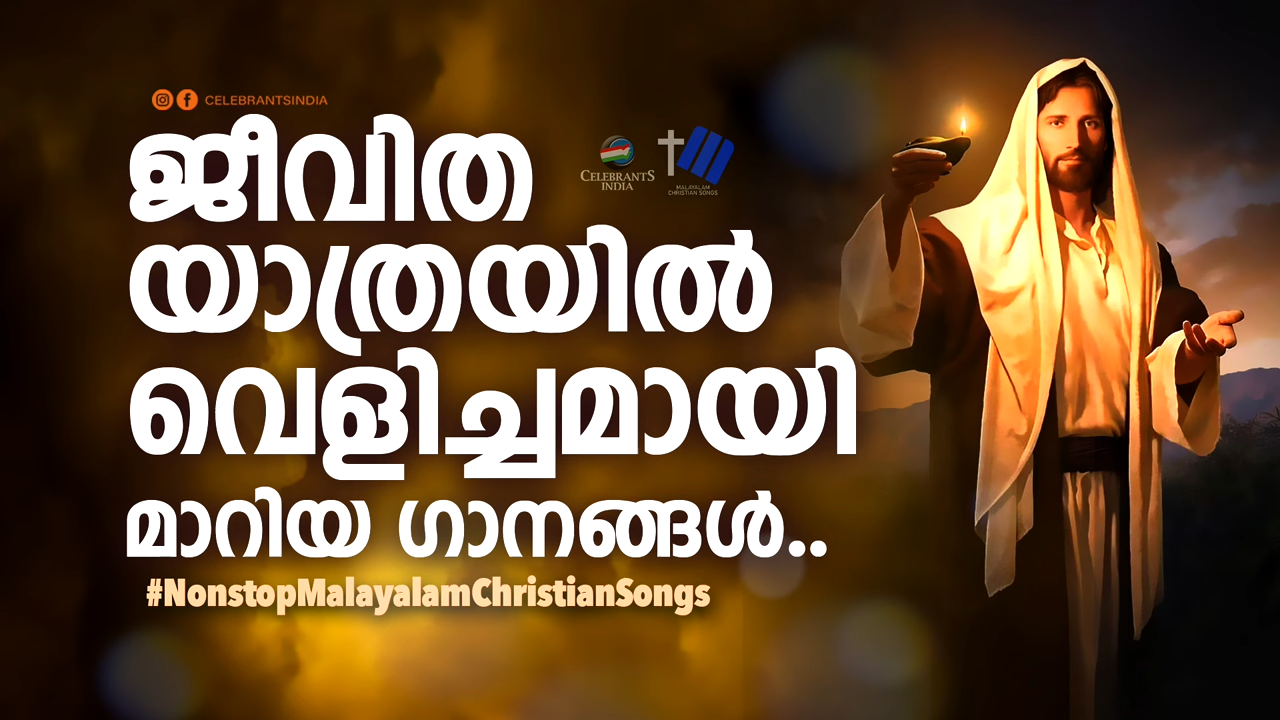 CELEBRANTSINDIA
ജീവിത
CELEBRANTS
INDIA
MALAYALAM
CHRISTIAN SONGS
യാത്രയിൽ
വെളിച്ചമായി
മാറിയ ഗാനങ്ങൾ..
#NonstopMalayalamChristianSongs